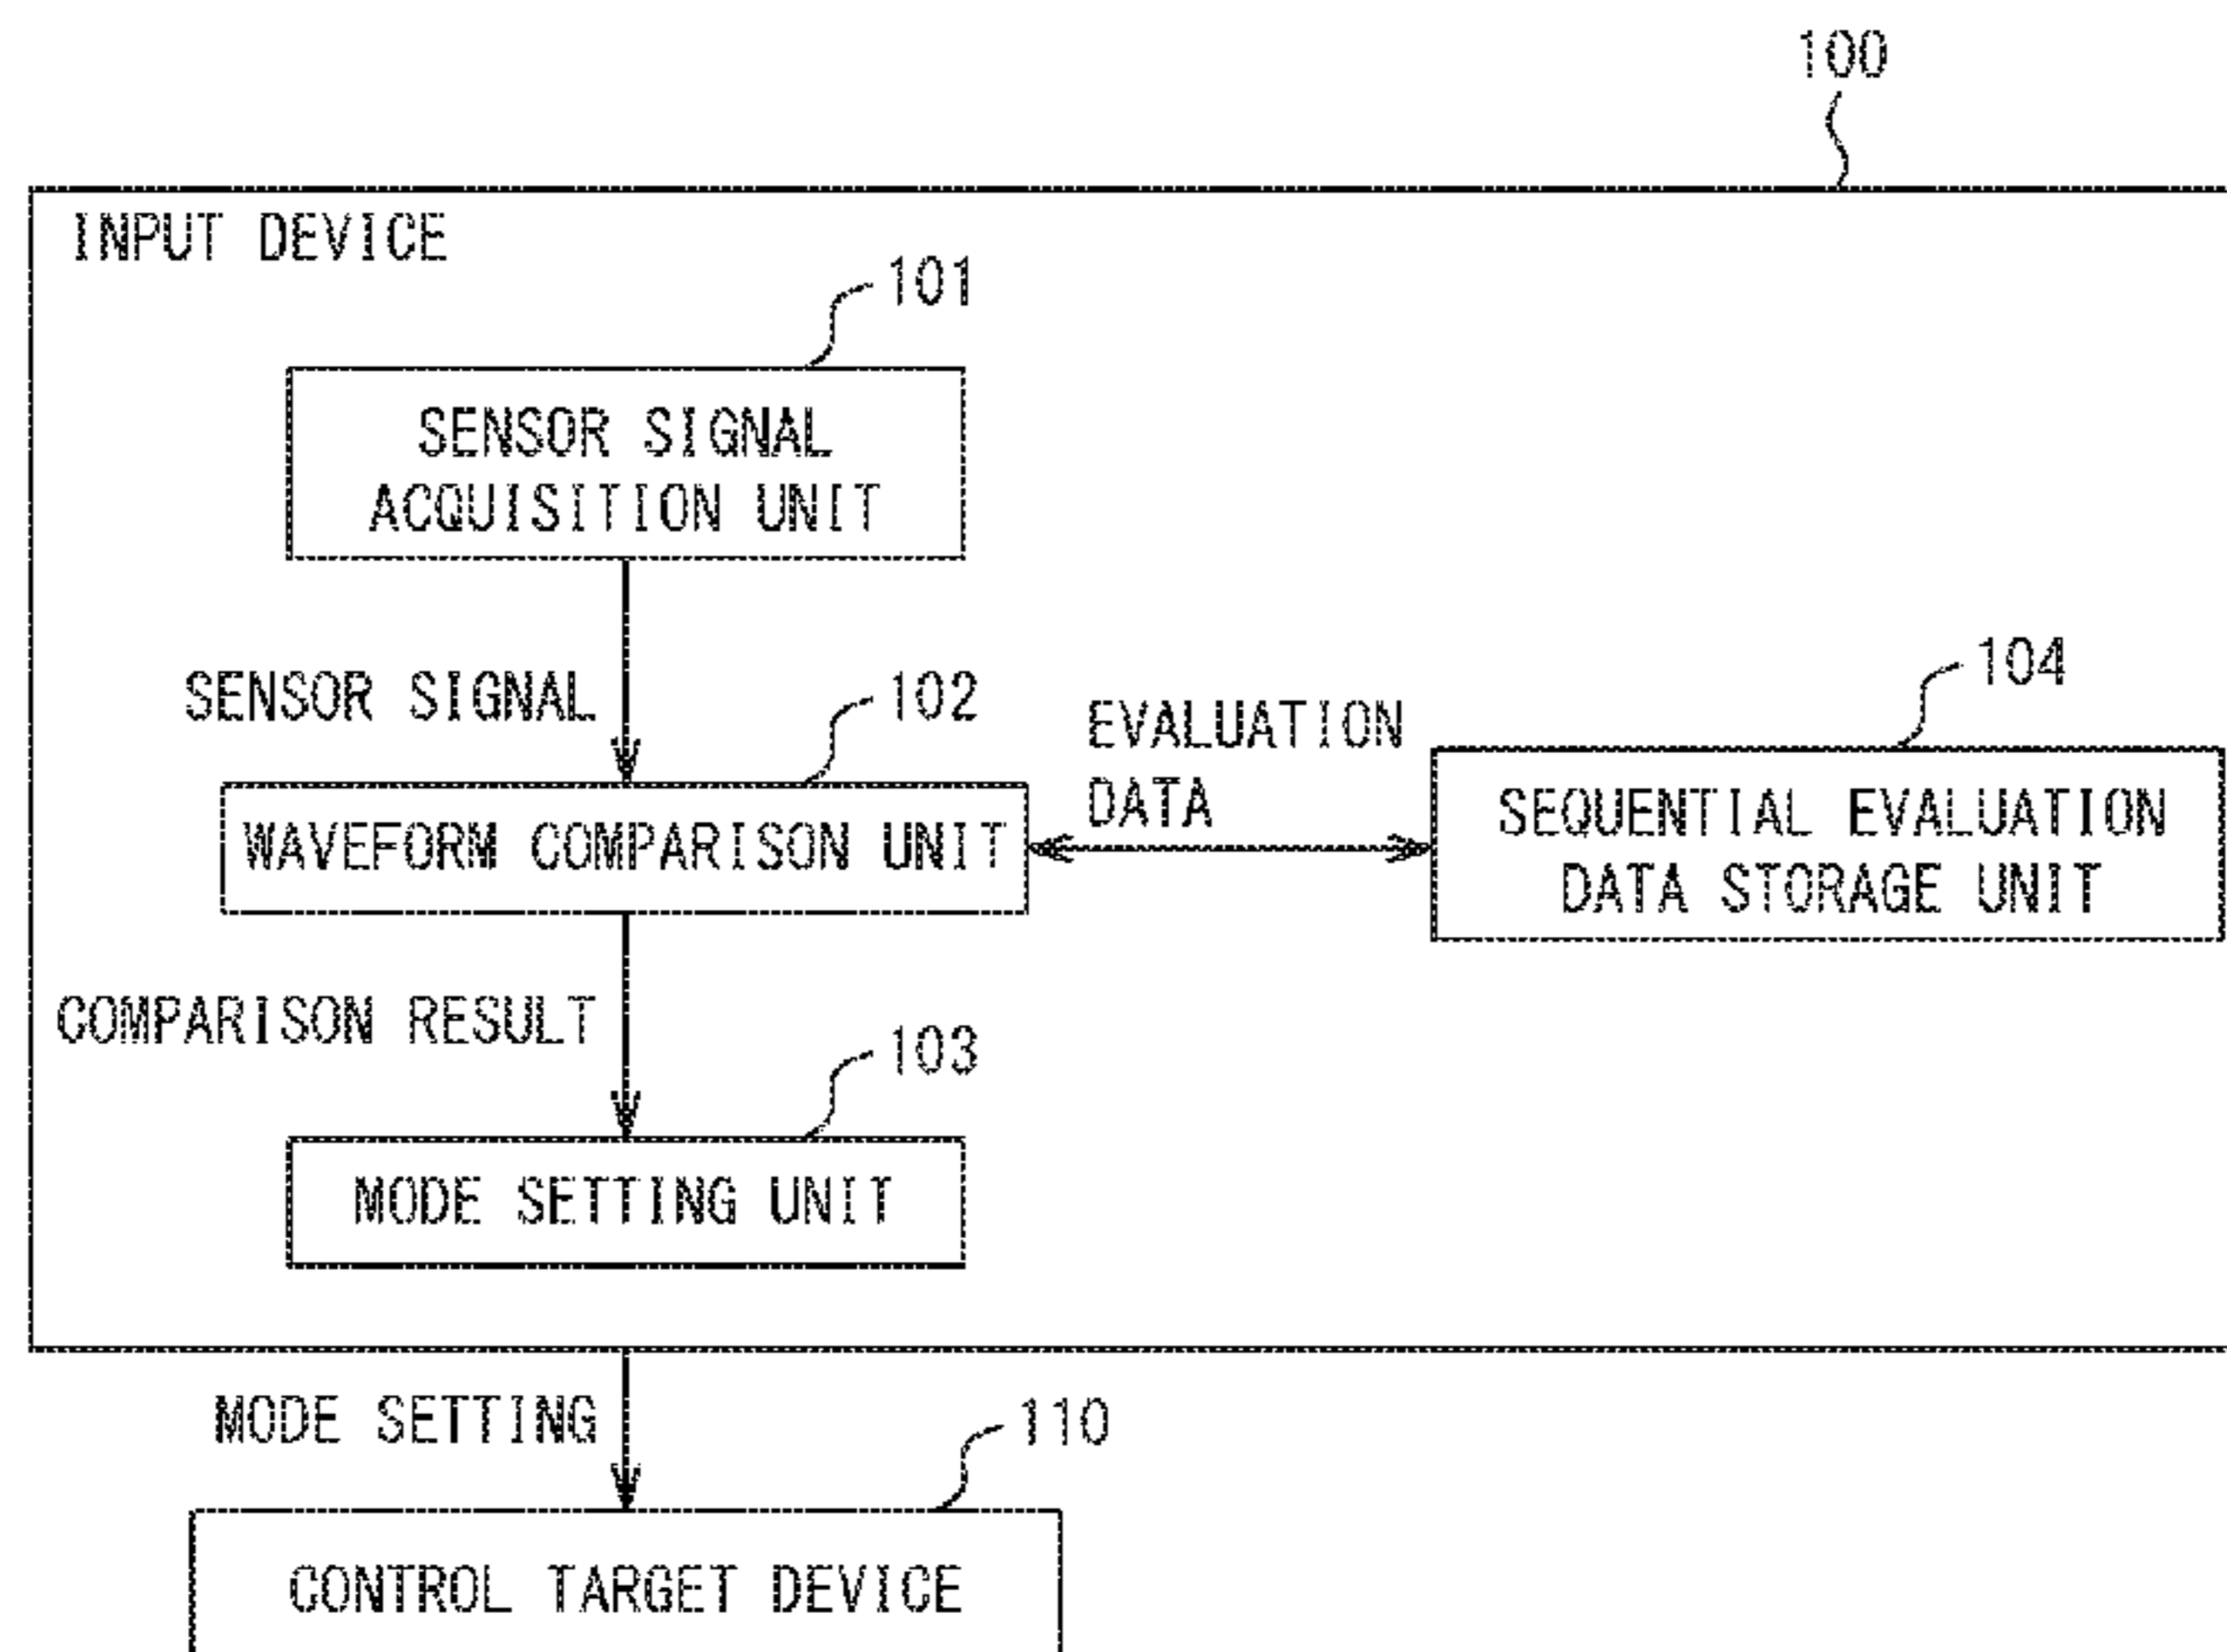 100
INPUT DEVICE
101
SENSOR SIGNAL
ACQUISITION UNIT
SENSOR SIGNAL
102
EVALUATION
DATA
104
WAVEFORM COMPARISON UNIT
SEQUENTIAL EVALUATION
DATA STORAGE UNIT
COMPARISON RESULT
103
MODE SETTING UNIT
MODE SETTING
110
CONTROL TARGET DEVICE